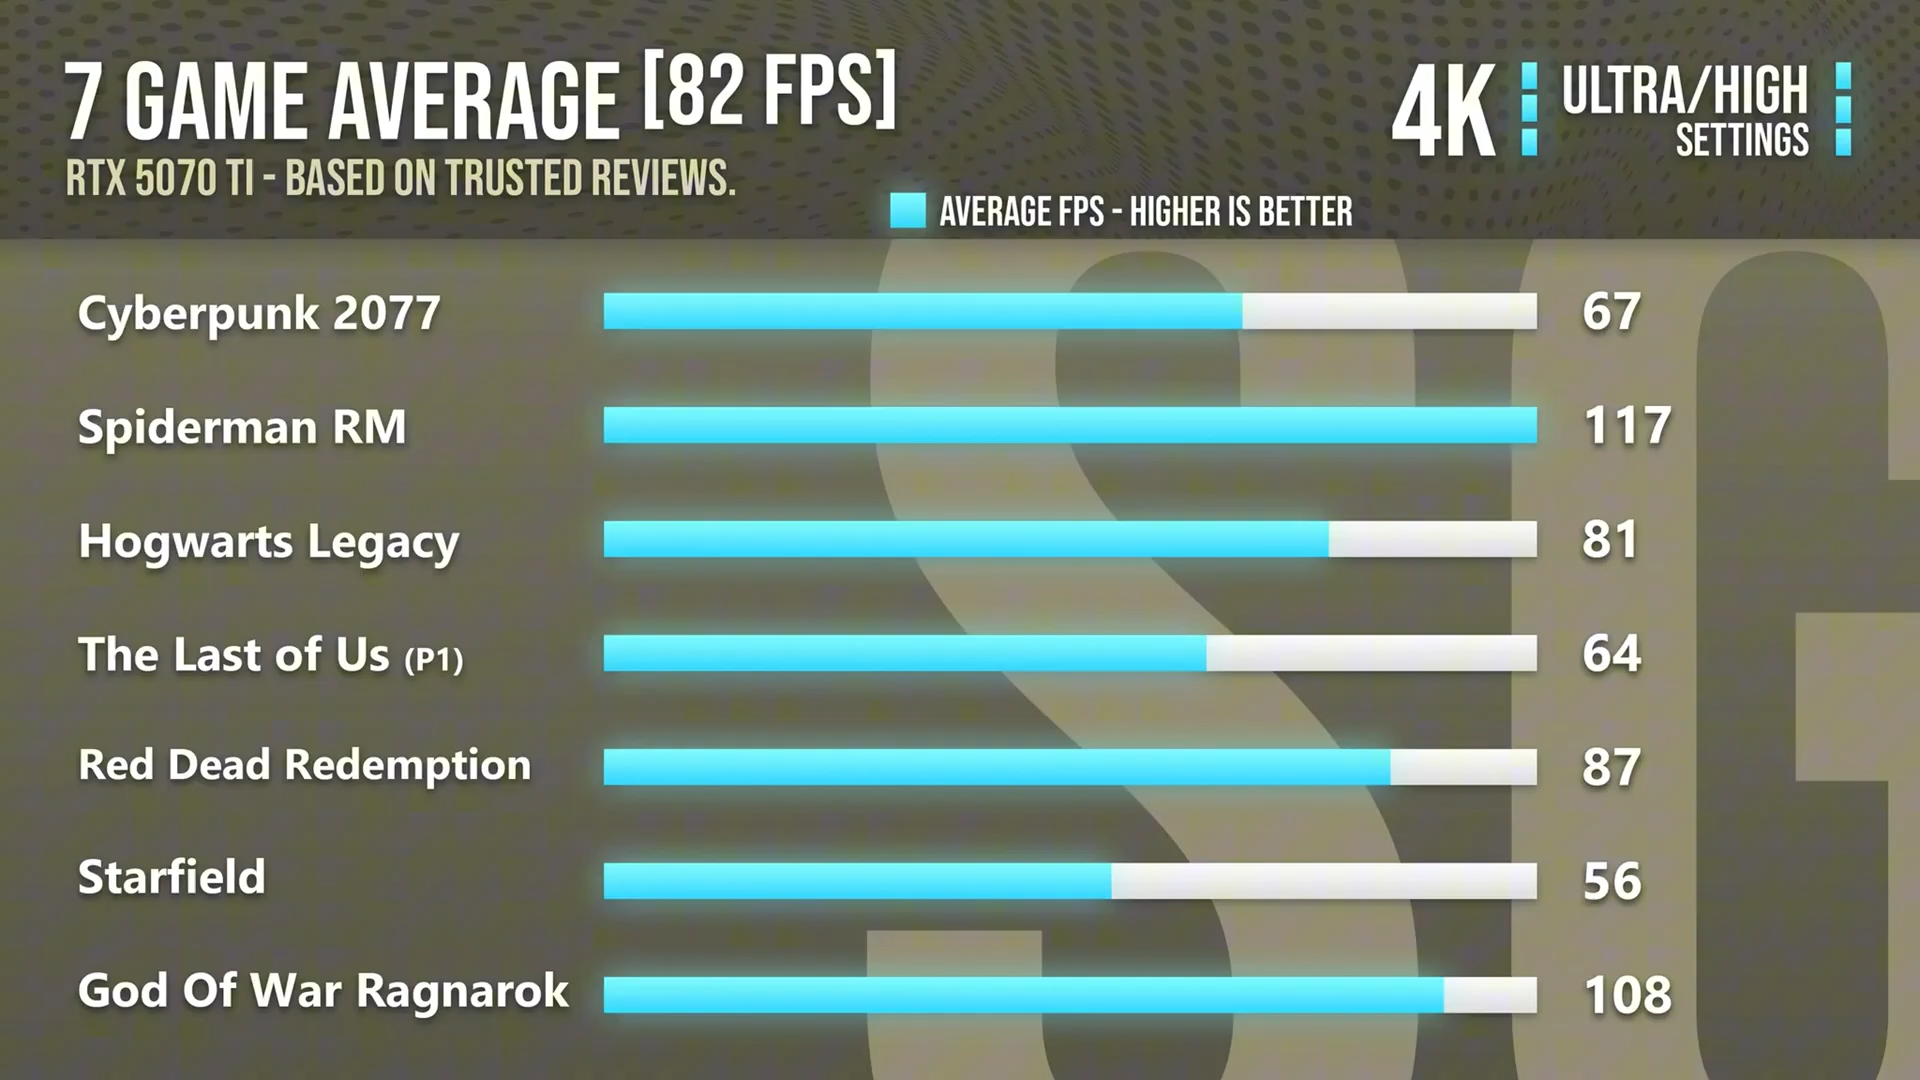 7 GAME AVERAGE [82 FPS]
RTX 5070 TI - BASED ON TRUSTED REVIEWS.
4K
ULTRA/HIGH
SETTINGS
AVERAGE FPS - HIGHER IS BETTER
Cyberpunk 2077 67
Spiderman RM 117
Hogwarts Legacy 81
The Last of Us (P1) 64
Red Dead Redemption 87
Starfield 56
God Of War Ragnarok 108
SG